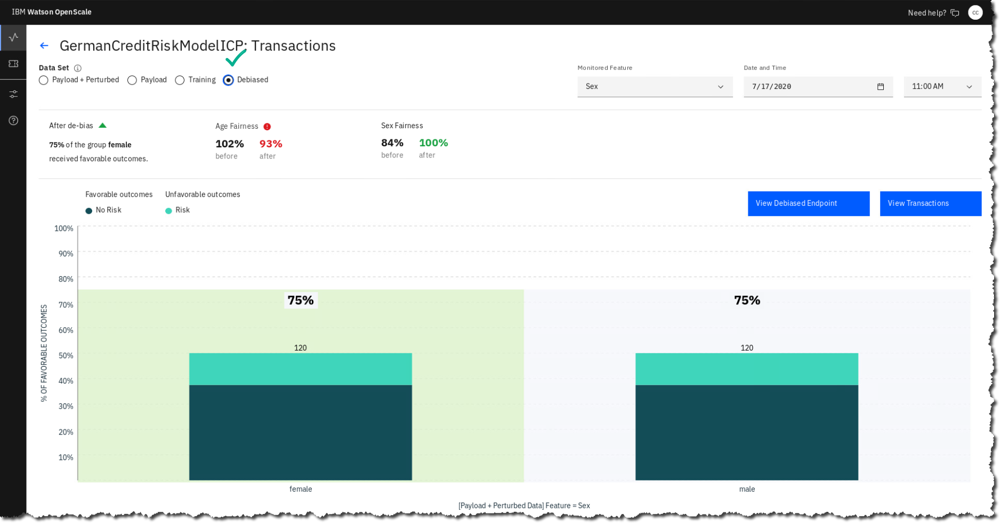 IBM Watson OpenScale
Need help?
CC
GermanCreditRiskModelICP: Transactions
Data Set
Payload + Perturbed
Payload
Training
Debiased
Monitored Feature
Sex
Date and Time
7/17/2020
11:00 AM
After de-bias
75% of the group female
received favorable outcomes.
Age Fairness
102%
93%
before
after
Sex Fairness
84%
100%
before
after
Favorable outcomes
No Risk
Unfavorable outcomes
Risk
View Debiased Endpoint
View Transactions
% OF FAVORABLE OUTCOMES
100%
90%
80%
70%
60%
50%
40%
30%
20%
10%
75%
120
female
75%
120
male
[Payload + Perturbed Data] Feature = Sex